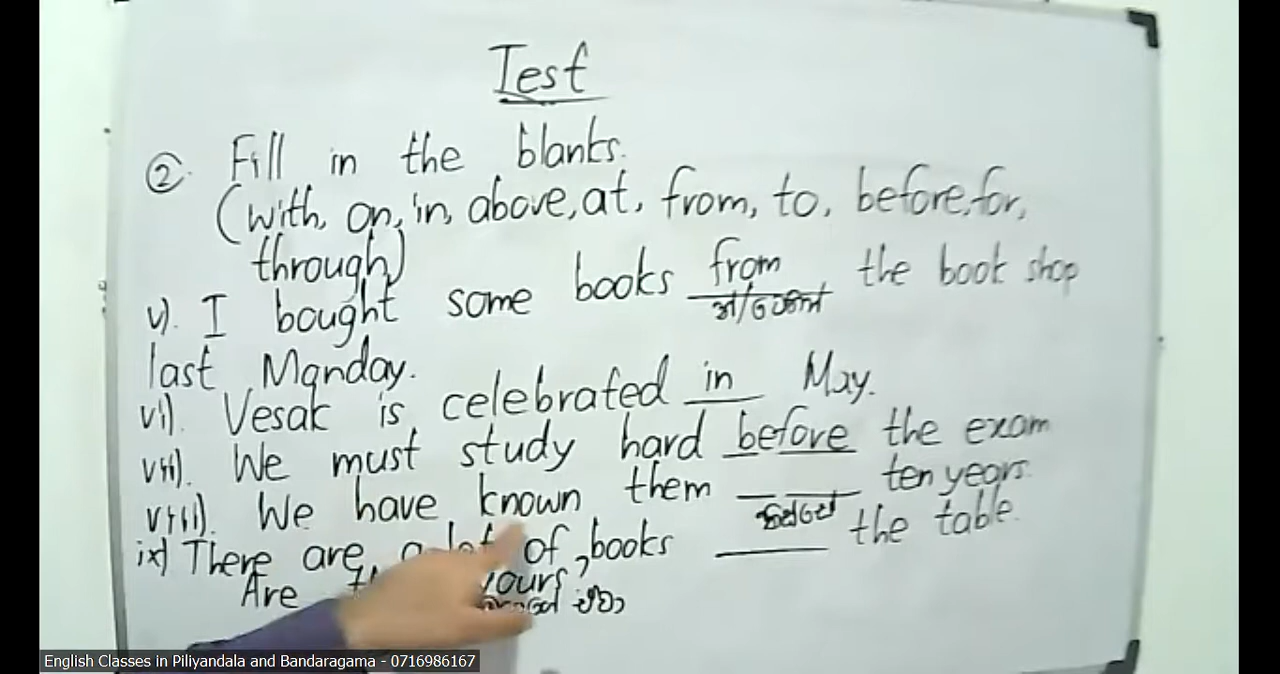 Test
② Fill in the blanks.
(with, on, in, above, at, from, to, before, for,
through)
v). I bought some books from the book shop
last Monday.
vi). Vesak is celebrated in May.
vii). We must study hard before the exam
viii). We have known them ___ ten years.
ix) There are a lot of books ___ the table.
Are yours,
English Classes in Piliyandala and Bandaragama - 0716986167